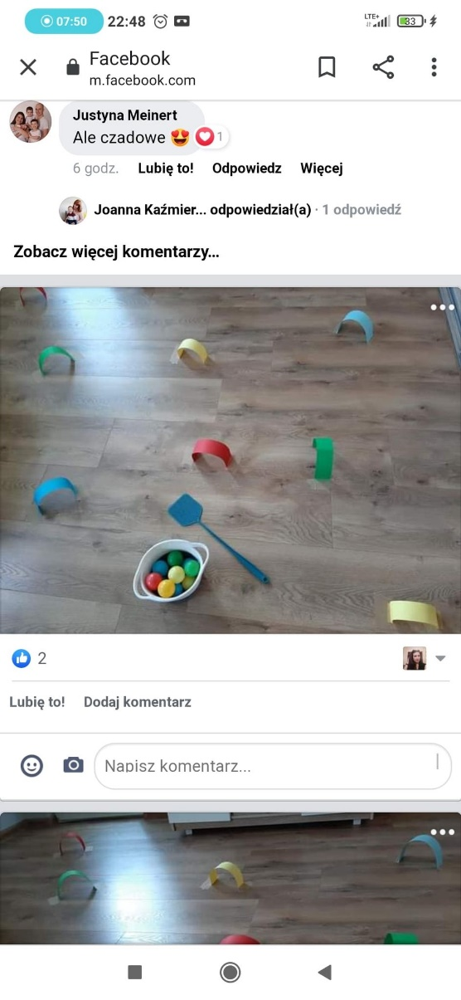 07:50 22:48 LTE+ 33
Facebook
m.facebook.com
Justyna Meinert
Ale czadowe 😍 1
6 godz. Lubię to! Odpowiedz Więcej
Joanna Kaźmier... odpowiedział(a) · 1 odpowiedź
Zobacz więcej komentarzy...
2
Lubię to! Dodaj komentarz
Napisz komentarz...